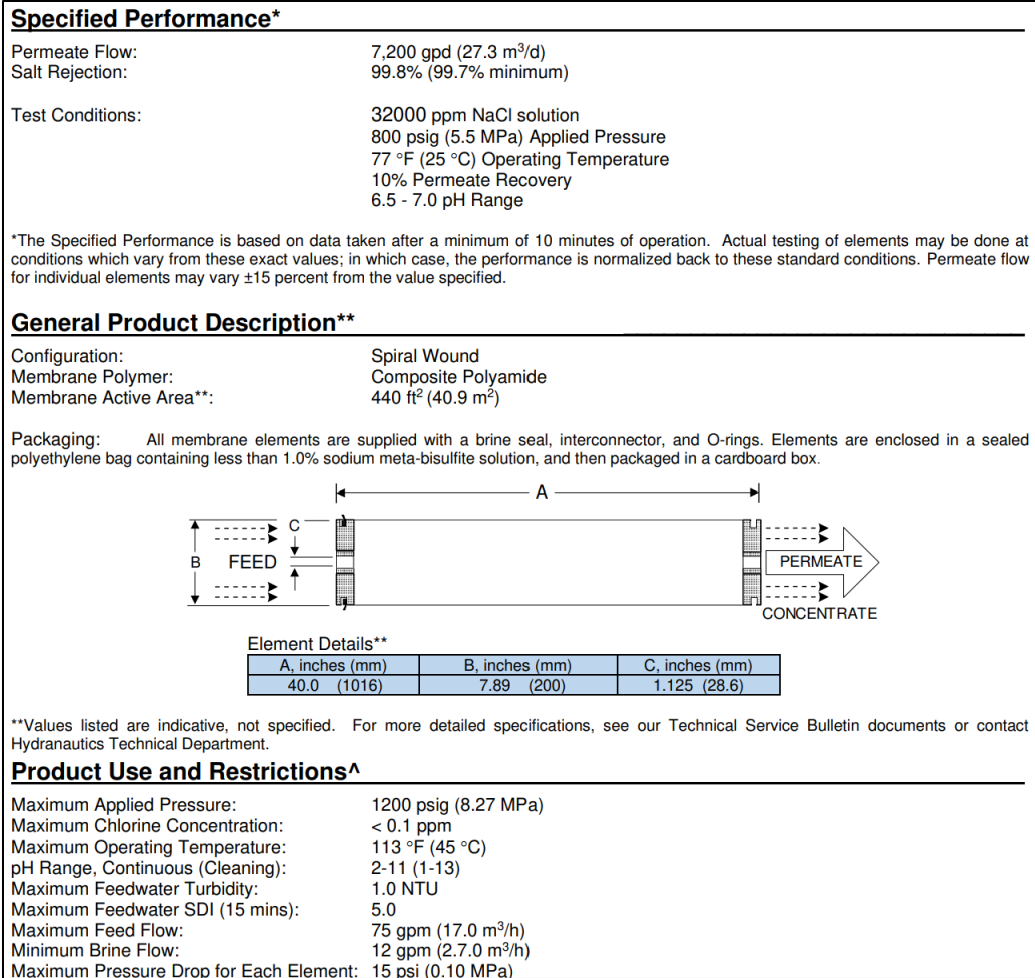 Specified Performance*
Permeate Flow: 7,200 gpd (27.3 m³/d)
Salt Rejection: 99.8% (99.7% minimum)
Test Conditions: 32000 ppm NaCl solution
800 psig (5.5 MPa) Applied Pressure
77 °F (25 °C) Operating Temperature
10% Permeate Recovery
6.5 - 7.0 pH Range
*The Specified Performance is based on data taken after a minimum of 10 minutes of operation. Actual testing of elements may be done at
conditions which vary from these exact values; in which case, the performance is normalized back to these standard conditions. Permeate flow
for individual elements may vary ±15 percent from the value specified.
General Product Description**
Configuration: Spiral Wound
Membrane Polymer: Composite Polyamide
Membrane Active Area**: 440 ft² (40.9 m²)
Packaging: All membrane elements are supplied with a brine seal, interconnector, and O-rings. Elements are enclosed in a sealed
polyethylene bag containing less than 1.0% sodium meta-bisulfite solution, and then packaged in a cardboard box.
A
C
B
FEED
PERMEATE
CONCENTRATE
Element Details**
A, inches (mm) B, inches (mm) C, inches (mm)
40.0 (1016) 7.89 (200) 1.125 (28.6)
**Values listed are indicative, not specified. For more detailed specifications, see our Technical Service Bulletin documents or contact
Hydranautics Technical Department.
Product Use and Restrictions^
Maximum Applied Pressure: 1200 psig (8.27 MPa)
Maximum Chlorine Concentration: < 0.1 ppm
Maximum Operating Temperature: 113 °F (45 °C)
pH Range, Continuous (Cleaning): 2-11 (1-13)
Maximum Feedwater Turbidity: 1.0 NTU
Maximum Feedwater SDI (15 mins): 5.0
Maximum Feed Flow: 75 gpm (17.0 m³/h)
Minimum Brine Flow: 12 gpm (2.7.0 m³/h)
Maximum Pressure Drop for Each Element: 15 psi (0.10 MPa)